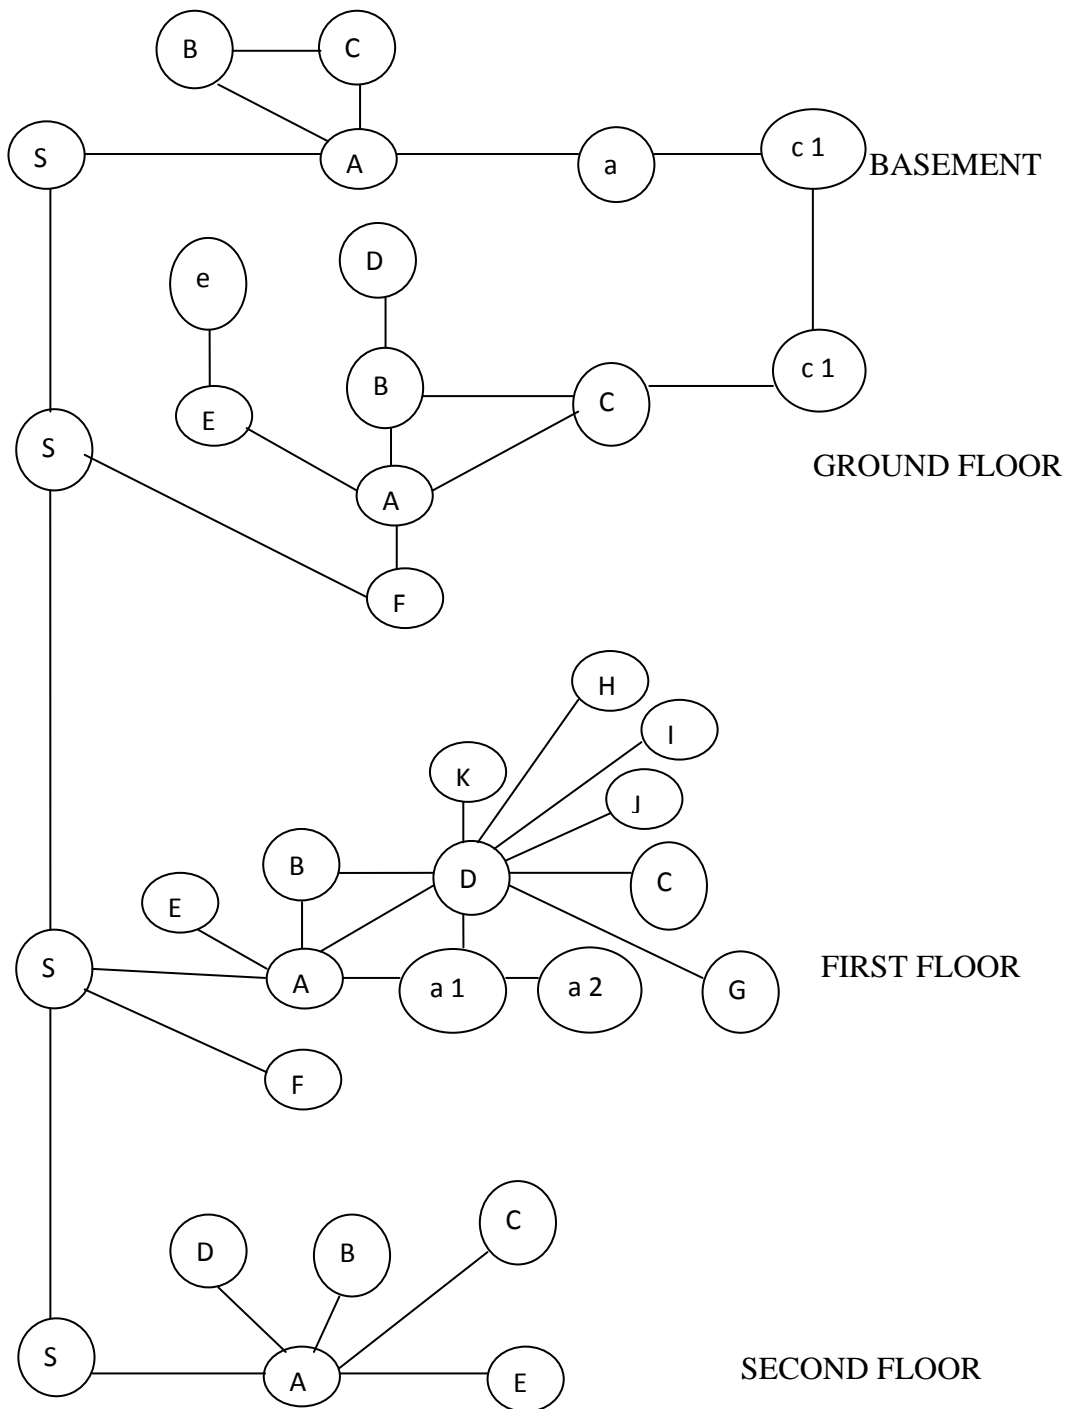 B C
S A a c 1 BASEMENT
e D
B C c 1
E
S A GROUND FLOOR
F
H
I
K J
B D C
E
S A a 1 a 2 G FIRST FLOOR
F
D B C
S A E SECOND FLOOR